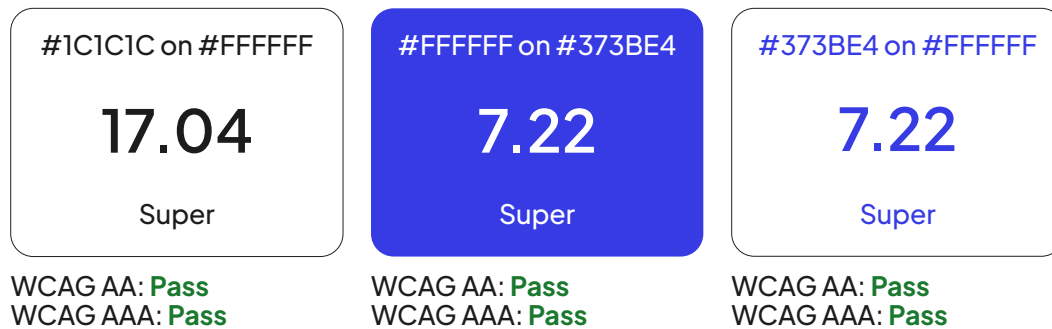 #1C1C1C on #FFFFFF
17.04
Super
WCAG AA: Pass
WCAG AAA: Pass
#FFFFFF on #373BE4
7.22
Super
WCAG AA: Pass
WCAG AAA: Pass
#373BE4 on #FFFFFF
7.22
Super
WCAG AA: Pass
WCAG AAA: Pass